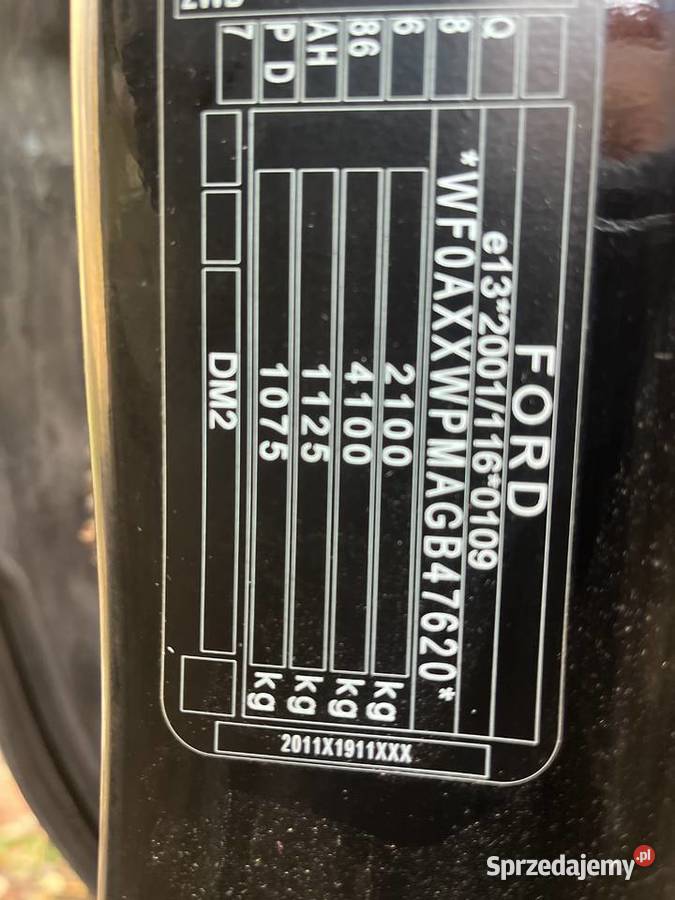 FORD
e13*2001/116*0109
*WF0AXXWPMAGB47620*
2100 kg
4100 kg
1125 kg
1075 kg
DM2
Q
8
6
86
AH
P D
7
2011X1911XXX
Sprzedajemy.pl